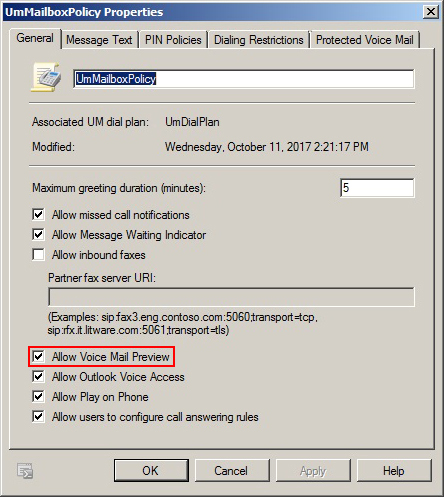 UmMailboxPolicy Properties
General Message Text PIN Policies Dialing Restrictions Protected Voice Mail
UmMailboxPolicy
Associated UM dial plan: UmDialPlan
Modified: Wednesday, October 11, 2017 2:21:17 PM
Maximum greeting duration (minutes): 5
Allow missed call notifications
Allow Message Waiting Indicator
Allow inbound faxes
Partner fax server URI:
(Examples: sip:fax3.eng.contoso.com:5060;transport=tcp,
sip:rfx.it.litware.com:5061;transport=tls)
Allow Voice Mail Preview
Allow Outlook Voice Access
Allow Play on Phone
Allow users to configure call answering rules
OK Cancel Apply Help